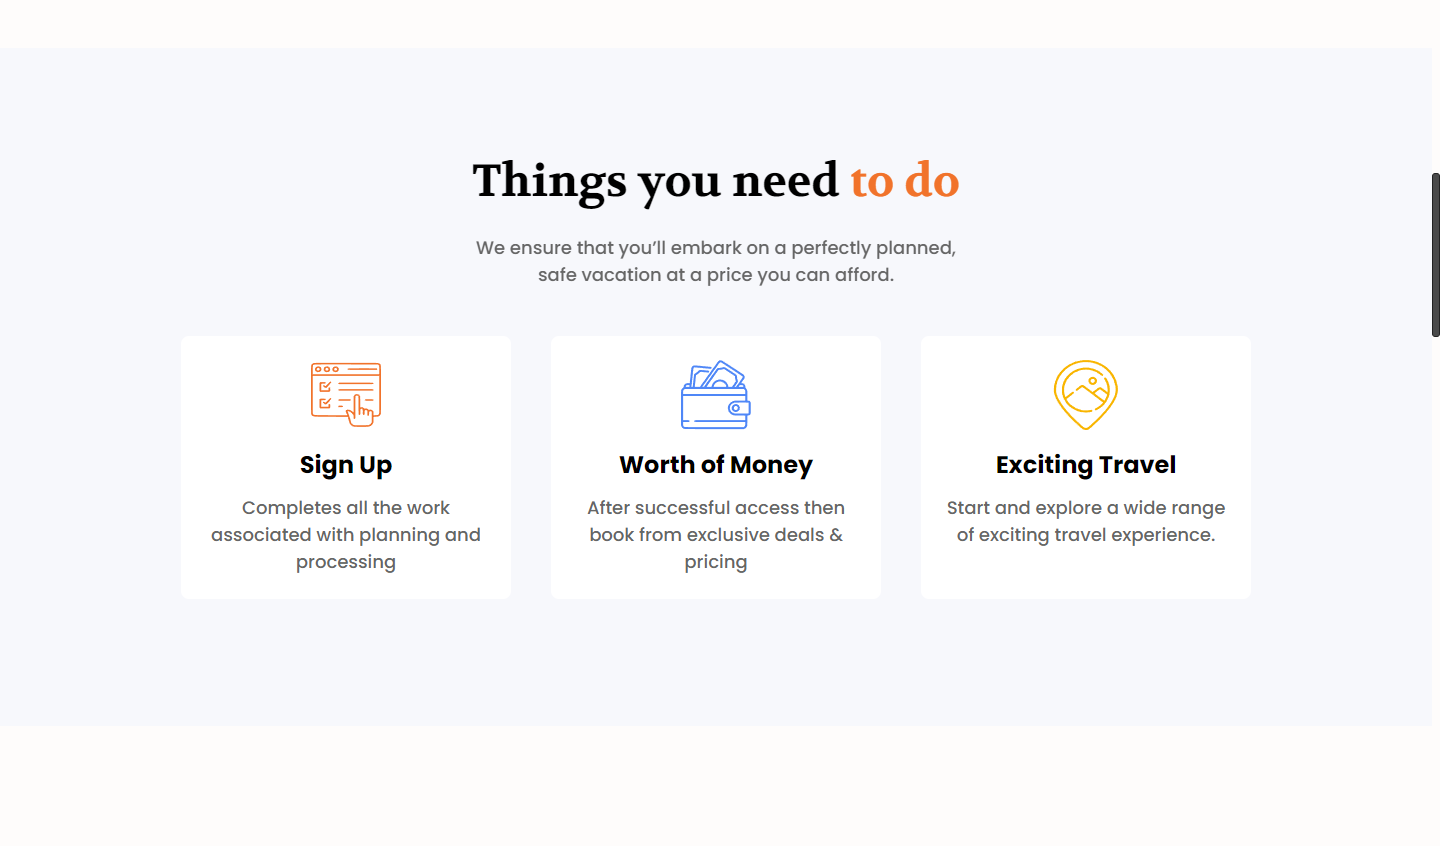 Things you need to do
We ensure that you’ll embark on a perfectly planned,
safe vacation at a price you can afford.
Sign Up
Completes all the work
associated with planning and
processing
Worth of Money
After successful access then
book from exclusive deals &
pricing
Exciting Travel
Start and explore a wide range
of exciting travel experience.